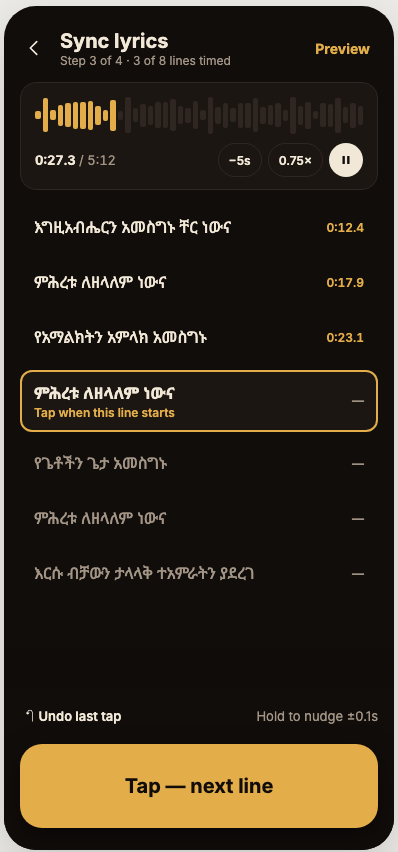 Sync lyrics
Preview
Step 3 of 4 · 3 of 8 lines timed
0:27.3 / 5:12
−5s
0.75×
እግዚአብሔርን አመስግኑ ቸር ነውና
0:12.4
ምሕረቱ ለዘላለም ነውና
0:17.9
የአማልክትን አምላክ አመስግኑ
0:23.1
ምሕረቱ ለዘላለም ነውና
—
Tap when this line starts
የጌቶችን ጌታ አመስግኑ
—
ምሕረቱ ለዘላለም ነውና
—
እርሱ ብቻውን ታላላቅ ተአምራትን ያደረገ
—
Undo last tap
Hold to nudge ±0.1s
Tap — next line